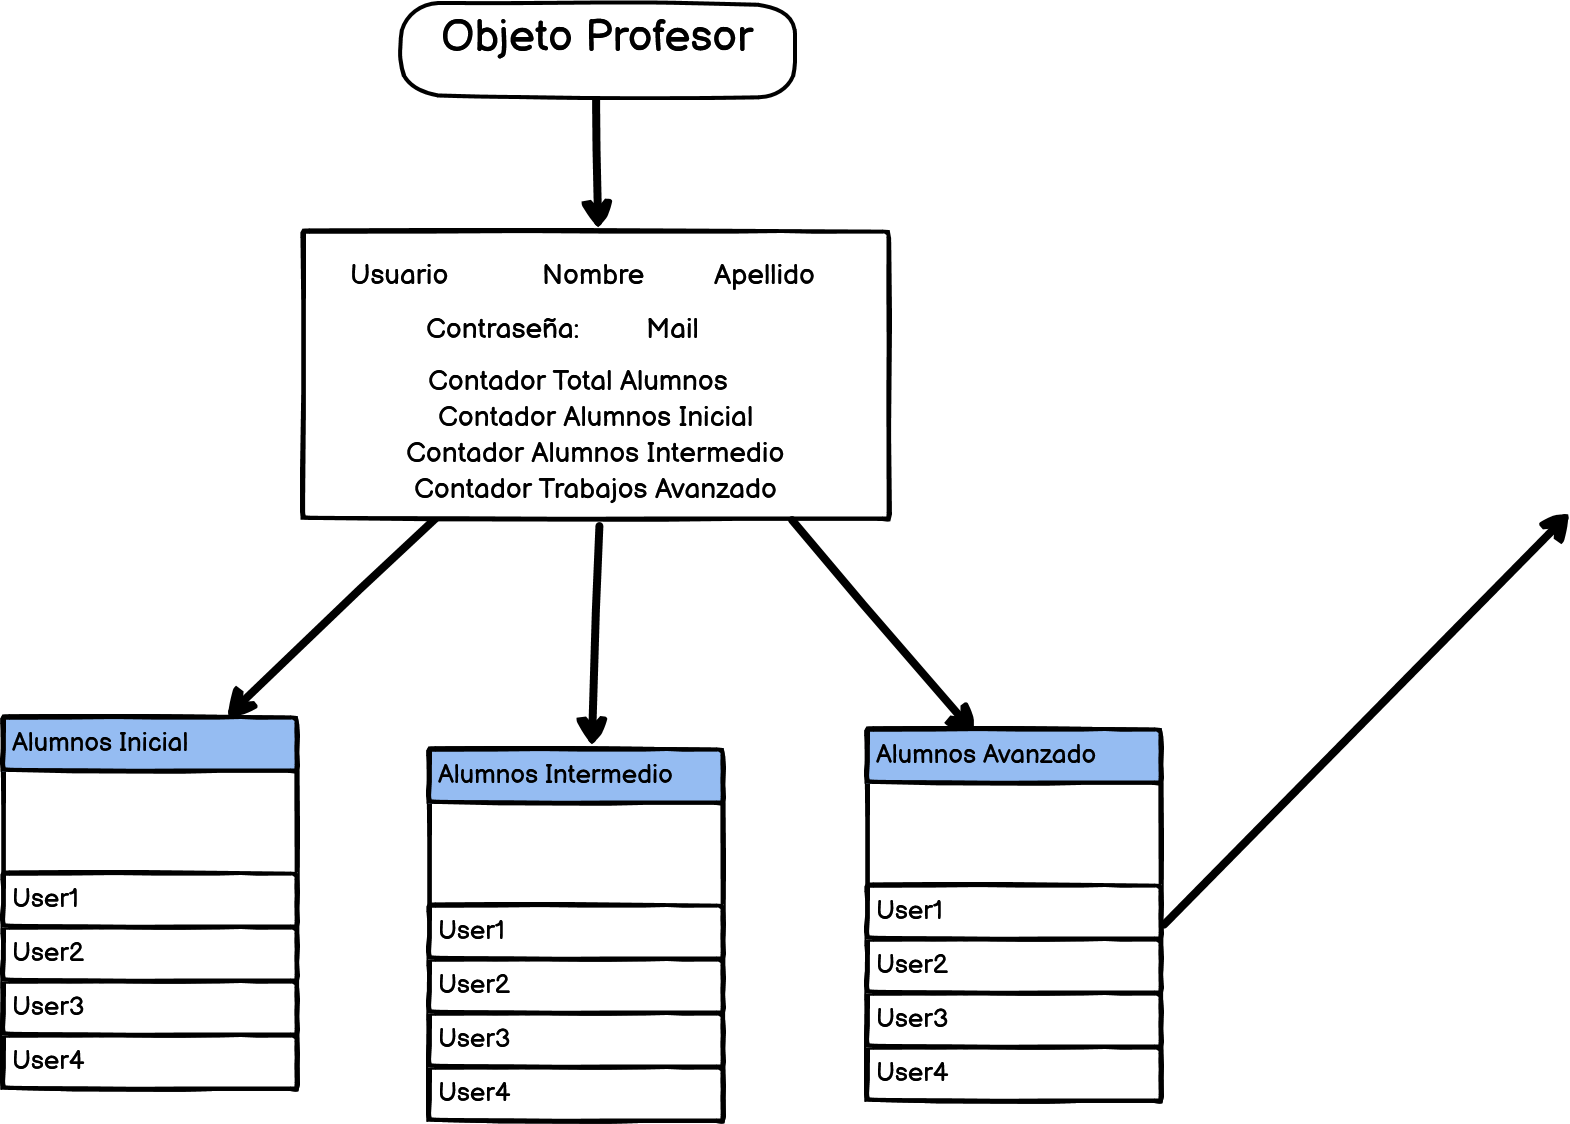 Objeto Profesor
Usuario Nombre Apellido
Contraseña: Mail
Contador Total Alumnos
Contador Alumnos Inicial
Contador Alumnos Intermedio
Contador Trabajos Avanzado
Alumnos Inicial
User1
User2
User3
User4
Alumnos Intermedio
User1
User2
User3
User4
Alumnos Avanzado
User1
User2
User3
User4